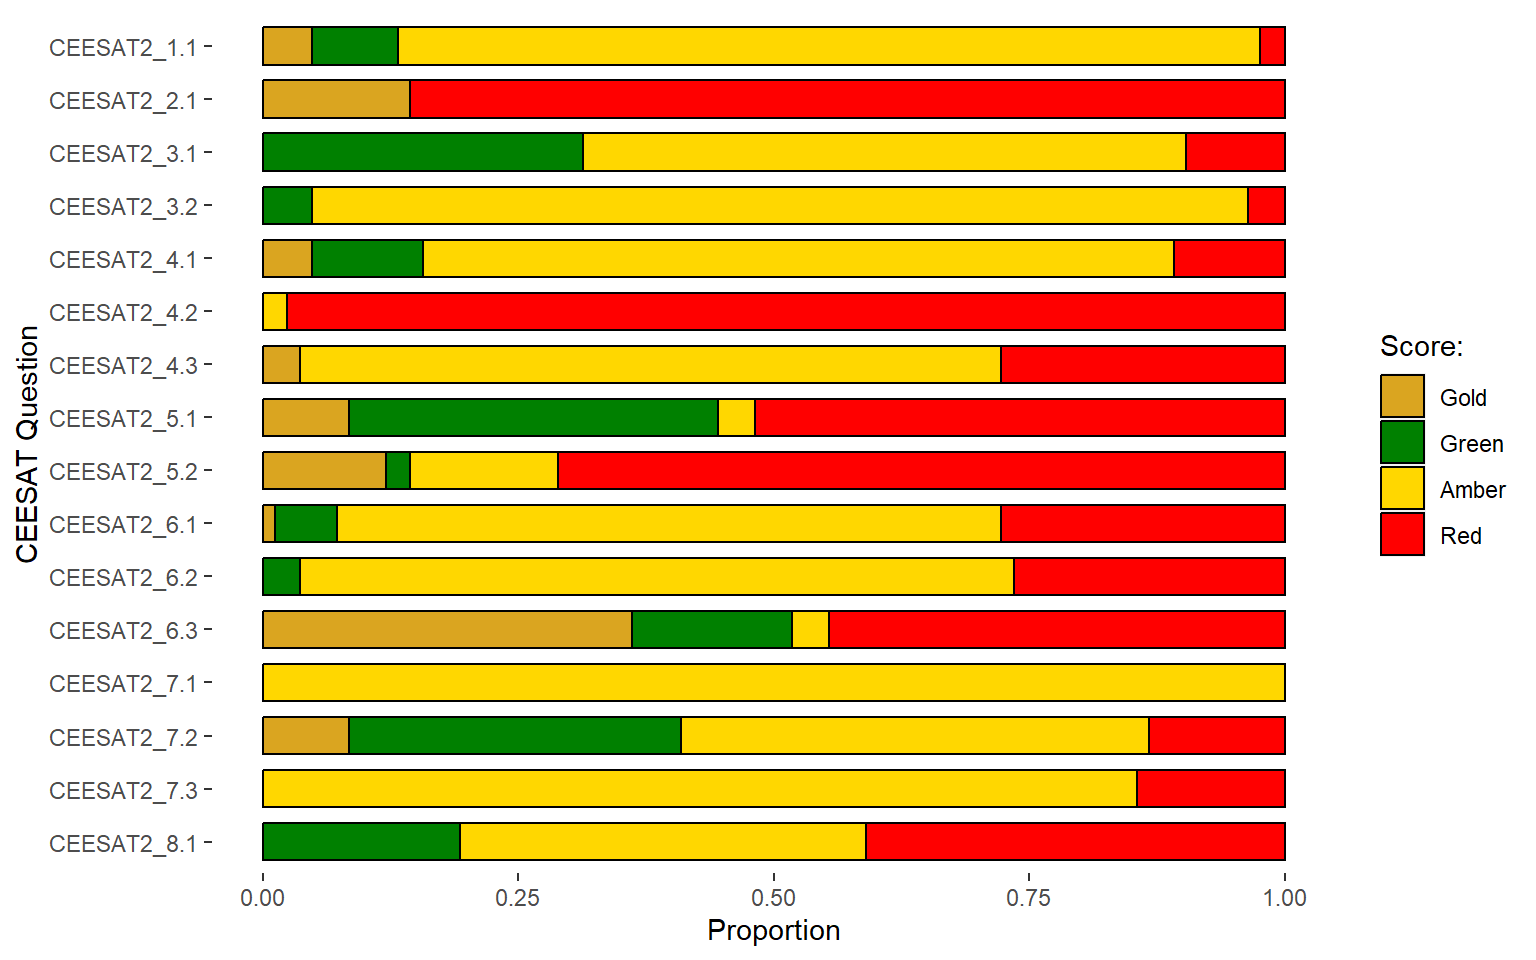 CEESAT2_1.1
CEESAT2_2.1
CEESAT2_3.1
CEESAT2_3.2
CEESAT2_4.1
CEESAT2_4.2
CEESAT2_4.3
CEESAT2_5.1
CEESAT2_5.2
CEESAT2_6.1
CEESAT2_6.2
CEESAT2_6.3
CEESAT2_7.1
CEESAT2_7.2
CEESAT2_7.3
CEESAT2_8.1
CEESAT Question
0.00 0.25 0.50 0.75 1.00
Proportion
Score:
Gold
Green
Amber
Red